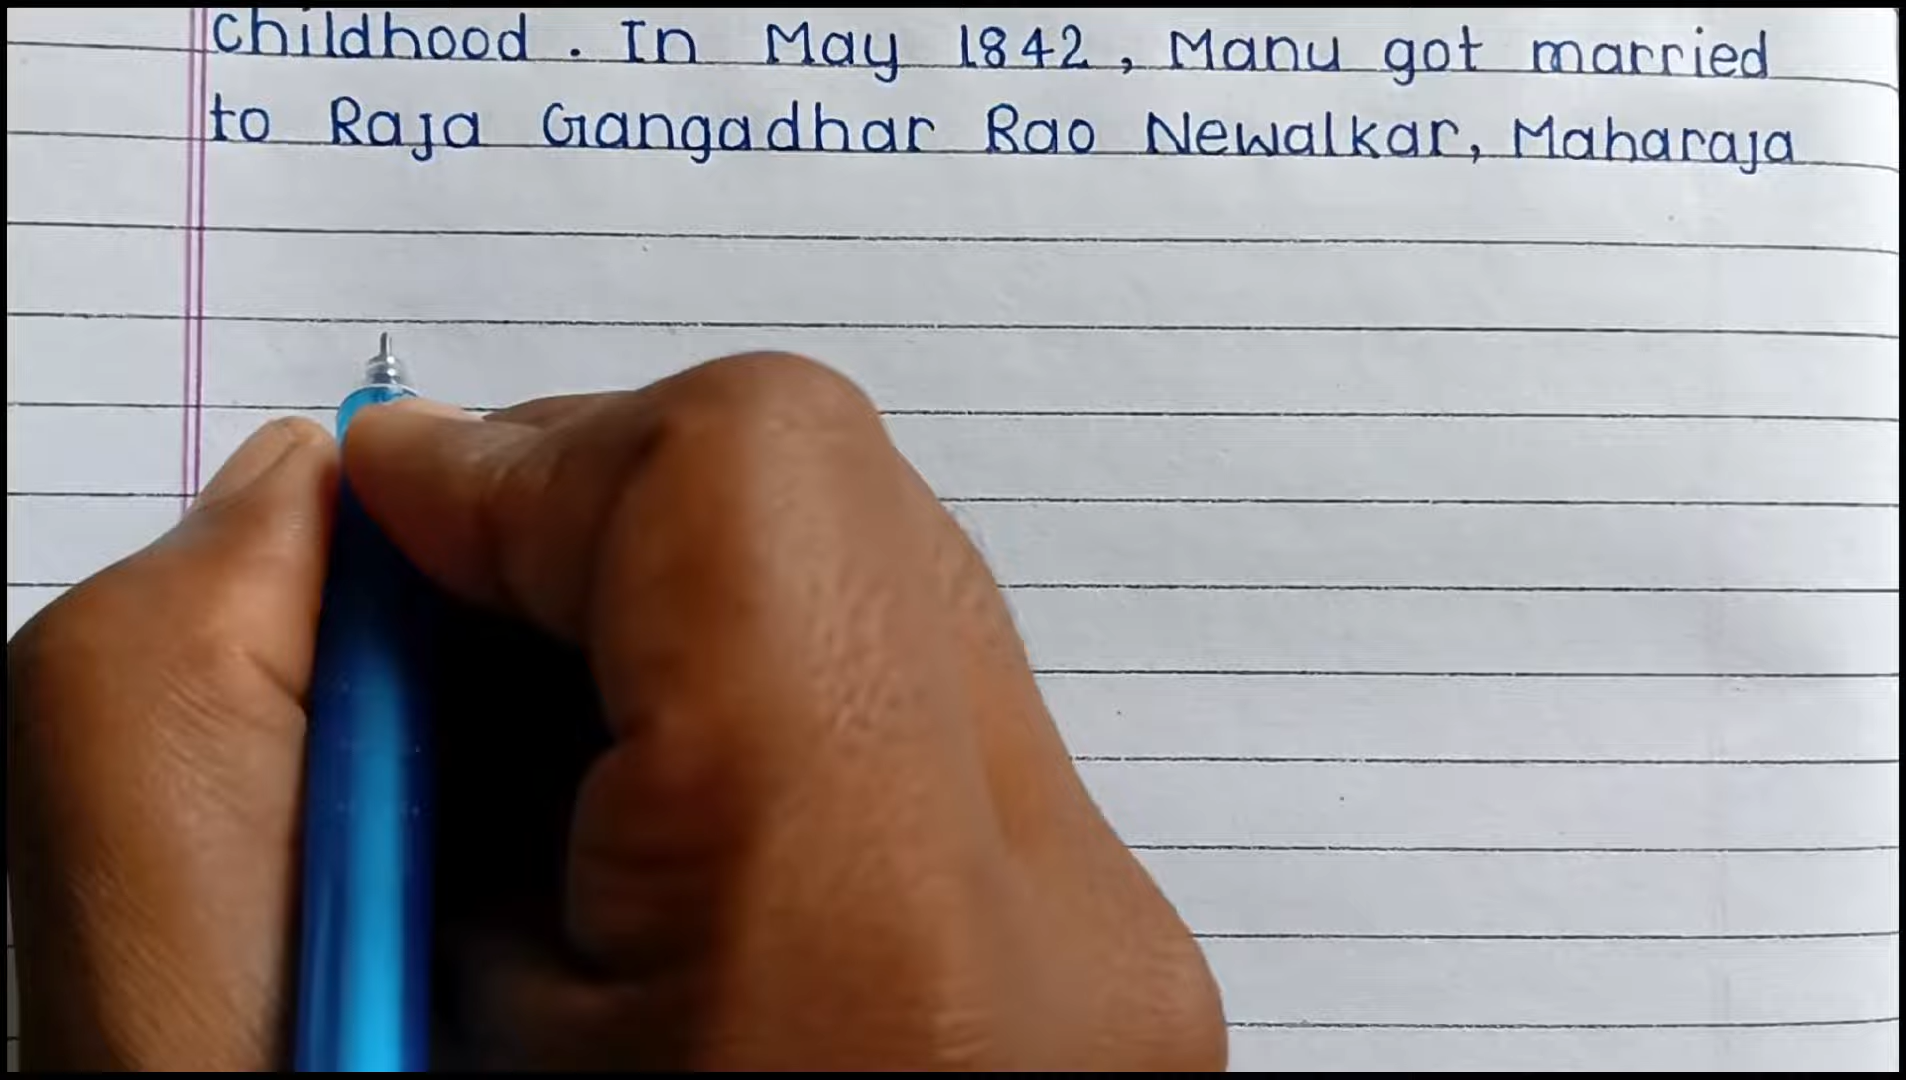 childhood. In May 1842, Manu got married
to Raja Gangadhar Rao Newalkar, Maharaja